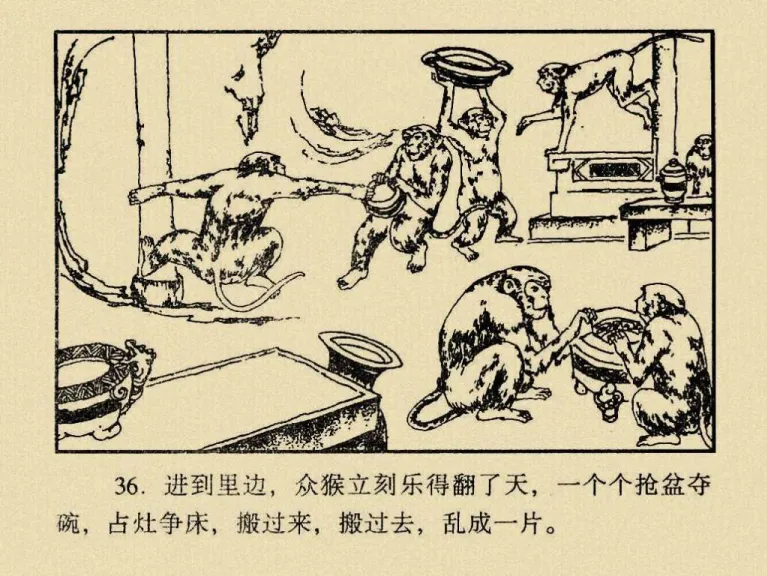 36. 进到里边，众猴立刻乐得翻了天，一个个抢盆夺
碗，占灶争床，搬过来，搬过去，乱成一片。